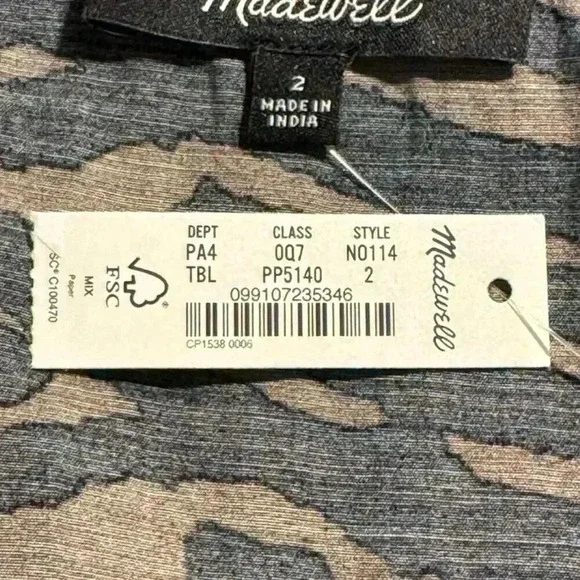 Madewell
2
MADE IN
INDIA
DEPT CLASS STYLE
PA4 0Q7 N0114
TBL PP5140 2
099107235346
CP1538 0006
Madewell
FSC
®
MIX
Paper
SC® C100470